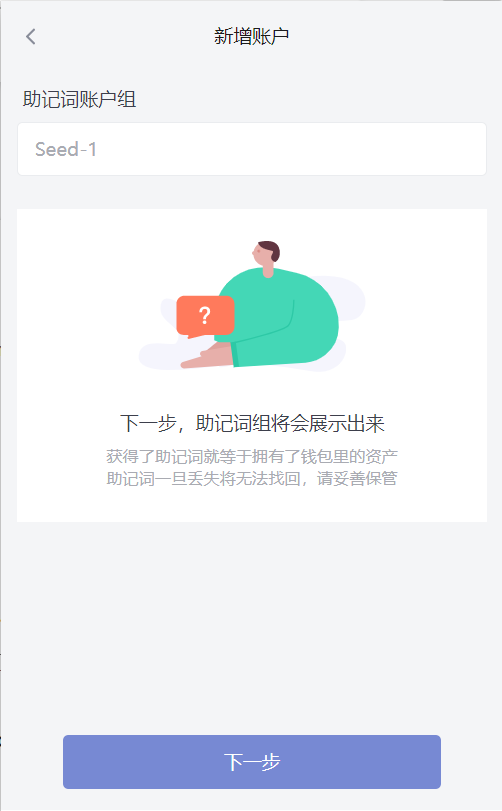 新增账户
助记词账户组
Seed-1
?
下一步，助记词组将会展示出来
获得了助记词就等于拥有了钱包里的资产
助记词一旦丢失将无法找回，请妥善保管
下一步